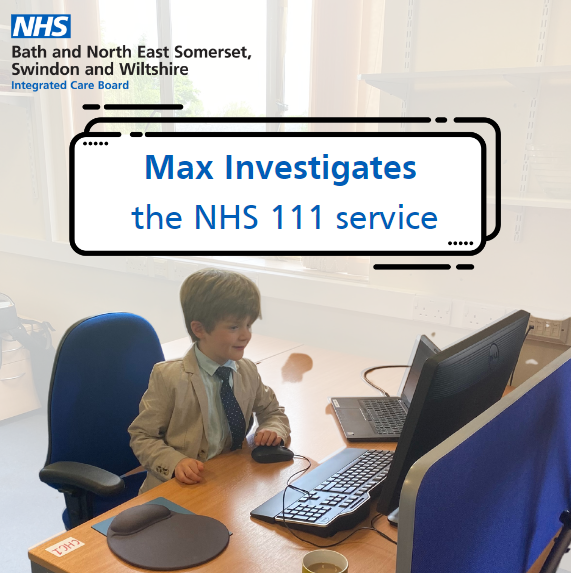 NHS
Bath and North East Somerset,
Swindon and Wiltshire
Integrated Care Board
Max Investigates
the NHS 111 service